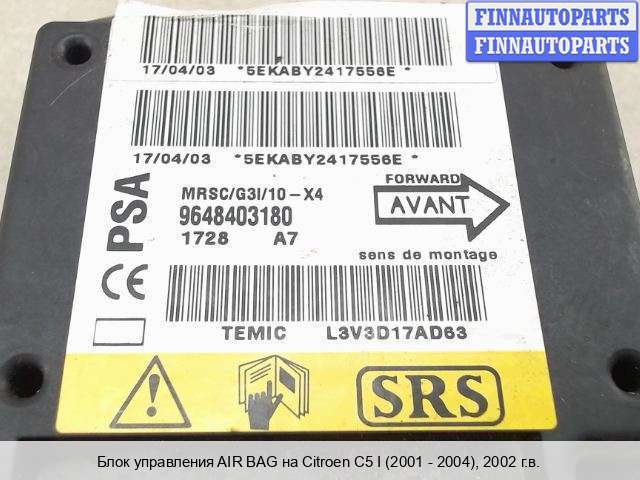 FINNAUTOPARTS
FINNAUTOPARTS
17/04/03 *5EKABY2417556E *
17/04/03 *5EKABY2417556E *
PSA
MRSC/G3I/10-X4
9648403180
1728 A7
FORWARD
AVANT
sens de montage
CE
TEMIC L3V3D17AD63
SRS
Блок управления AIR BAG на Citroen C5 I (2001 - 2004), 2002 г.в.